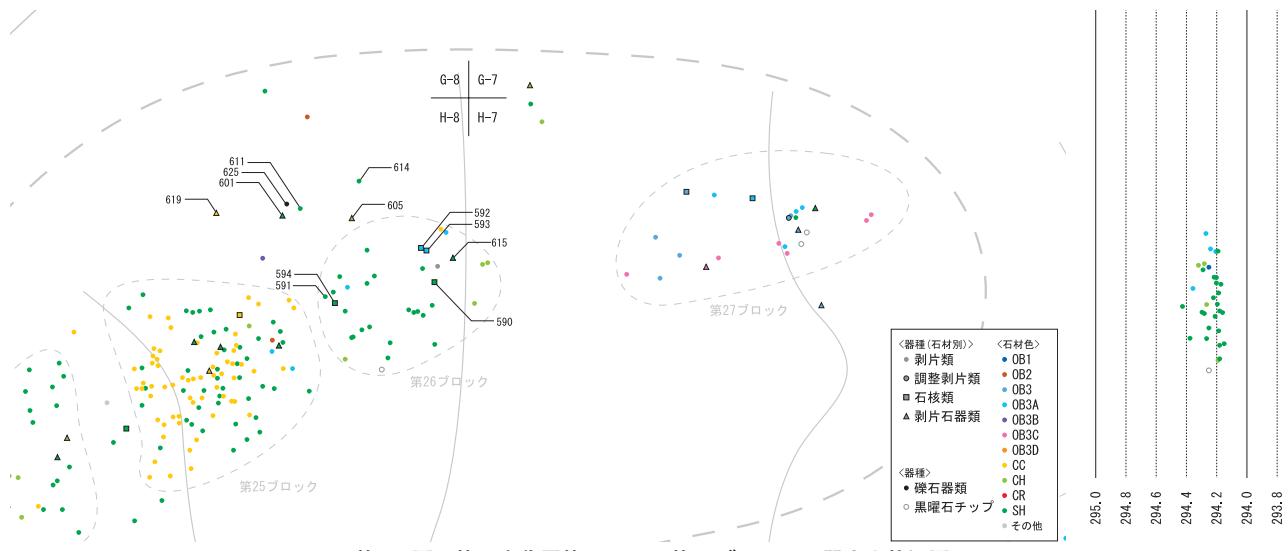 G-8 G-7
H-8 H-7
611
625
601
619
614
605
592
593
615
594
591
590
第25ブロック
第26ブロック
第27ブロック
〈器種(石材別)〉
剥片類
調整剥片類
石核類
剥片石器類
〈器種〉
礫石器類
黒曜石チップ
〈石材色〉
OB1
OB2
OB3
OB3A
OB3B
OB3C
OB3D
CC
CH
CR
SH
その他
295.0
294.8
294.6
294.4
294.2
294.0
293.8